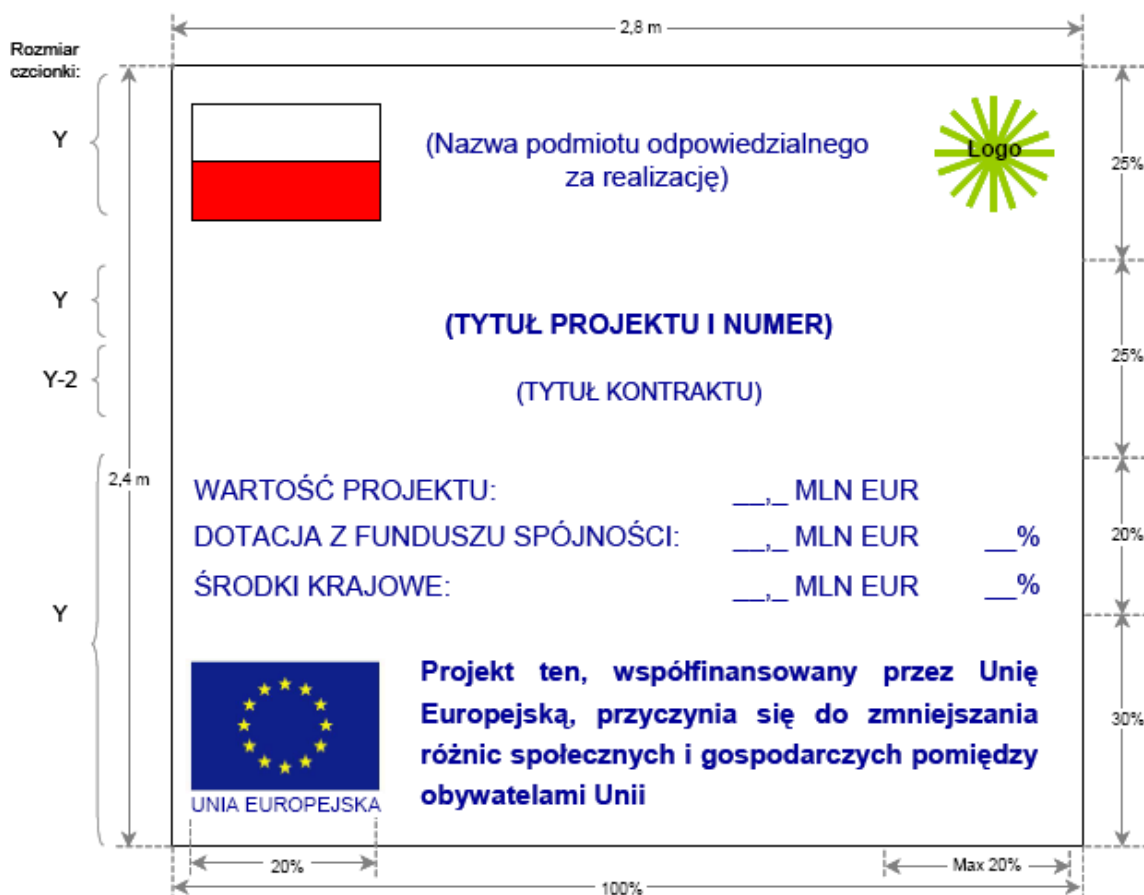 2,8 m
Rozmiar
czcionki:
Y
(Nazwa podmiotu odpowiedzialnego
za realizację)
Logo
25%
Y
(TYTUŁ PROJEKTU I NUMER)
25%
Y-2
(TYTUŁ KONTRAKTU)
2,4 m
WARTOŚĆ PROJEKTU: __,_ MLN EUR
DOTACJA Z FUNDUSZU SPÓJNOŚCI: __,_ MLN EUR __%
20%
ŚRODKI KRAJOWE: __,_ MLN EUR __%
Y
Projekt ten, współfinansowany przez Unię
Europejską, przyczynia się do zmniejszania
różnic społecznych i gospodarczych pomiędzy
obywatelami Unii
30%
UNIA EUROPEJSKA
20%
Max 20%
100%